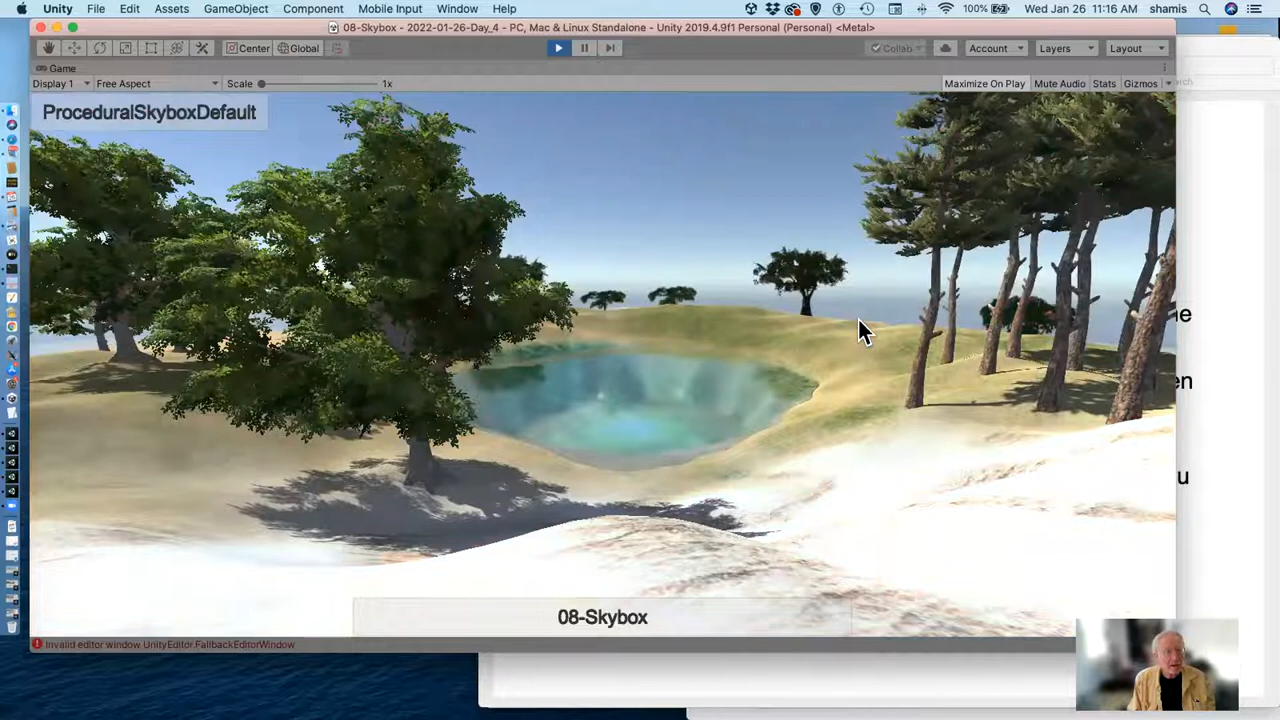 Unity File Edit Assets GameObject Component Mobile Input Window Help 100% Wed Jan 26 11:16 AM shamis
08-Skybox - 2022-01-26-Day_4 - PC, Mac & Linux Standalone - Unity 2019.4.9f1 Personal (Personal) <Metal>
Center Global Collab Account Layers Layout
Game
Display 1 Free Aspect Scale 1x Maximize On Play Mute Audio Stats Gizmos rch
ProceduralSkyboxDefault
ne
en
u
08-Skybox
Invalid editor window UnityEditor.FallbackEditorWindow